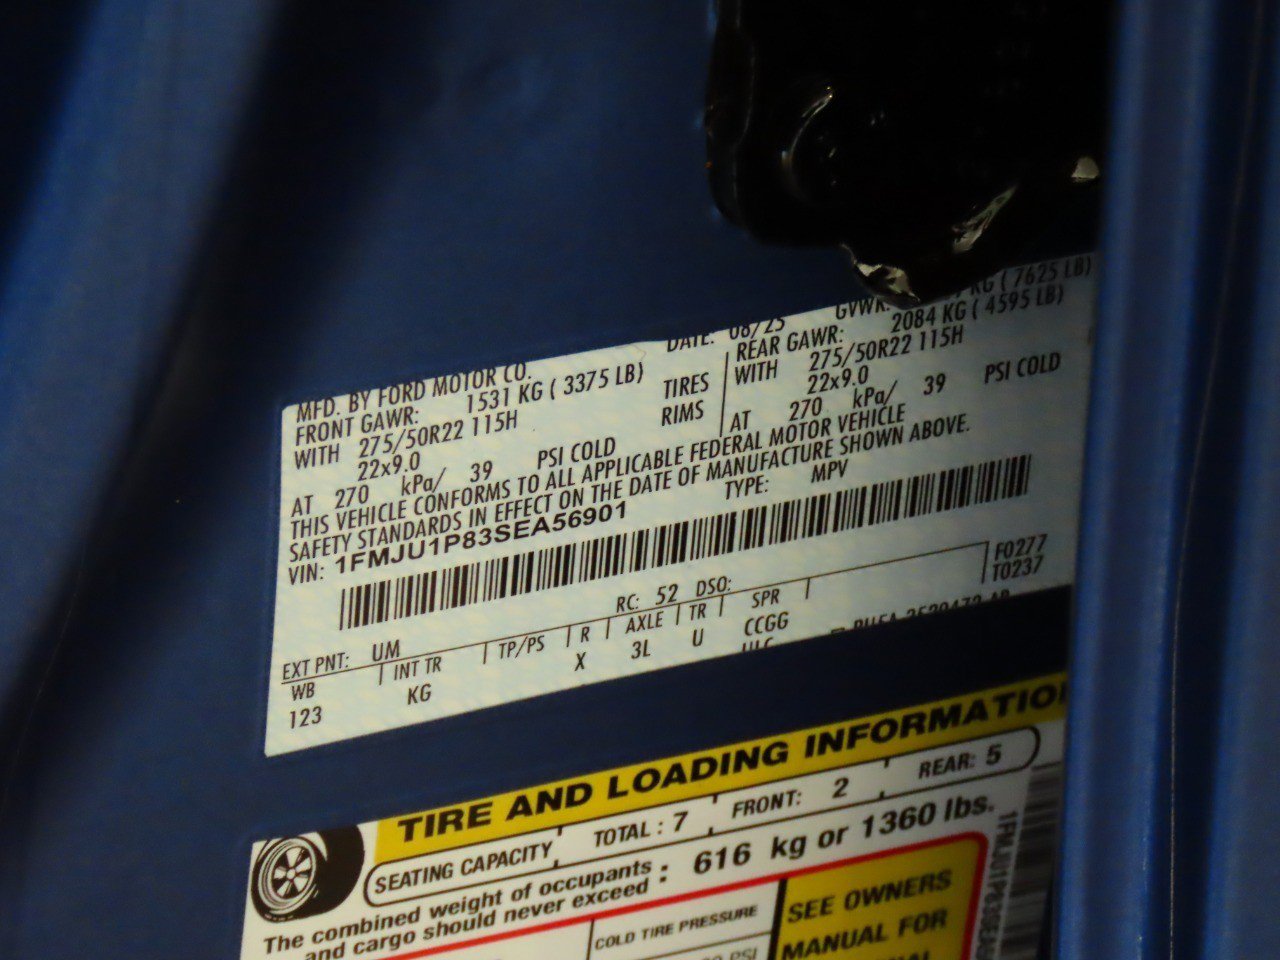 MFD. BY FORD MOTOR CO.
DATE: 08/25
GVWR: KG ( 7625 LB)
FRONT GAWR: 1531 KG ( 3375 LB)
REAR GAWR: 2084 KG ( 4595 LB)
WITH 275/50R22 115H TIRES
WITH 275/50R22 115H
22x9.0 RIMS
22x9.0
AT 270 kPa/ 39 PSI COLD
AT 270 kPa/ 39 PSI COLD
THIS VEHICLE CONFORMS TO ALL APPLICABLE FEDERAL MOTOR VEHICLE
SAFETY STANDARDS IN EFFECT ON THE DATE OF MANUFACTURE SHOWN ABOVE.
VIN: 1FMJU1P83SEA56901
TYPE: MPV
F0277
T0237
EXT PNT: UM RC: 52 DSO:
WB INT TR TP/PS R AXLE TR SPR
123 KG X 3L U CCGG
TIRE AND LOADING INFORMATIO
SEATING CAPACITY TOTAL : 7 FRONT: 2 REAR: 5
The combined weight of occupants
and cargo should never exceed : 616 kg or 1360 lbs.
COLD TIRE PRESSURE
PSI
SEE OWNERS
MANUAL FOR
1FMJU1P83SEA